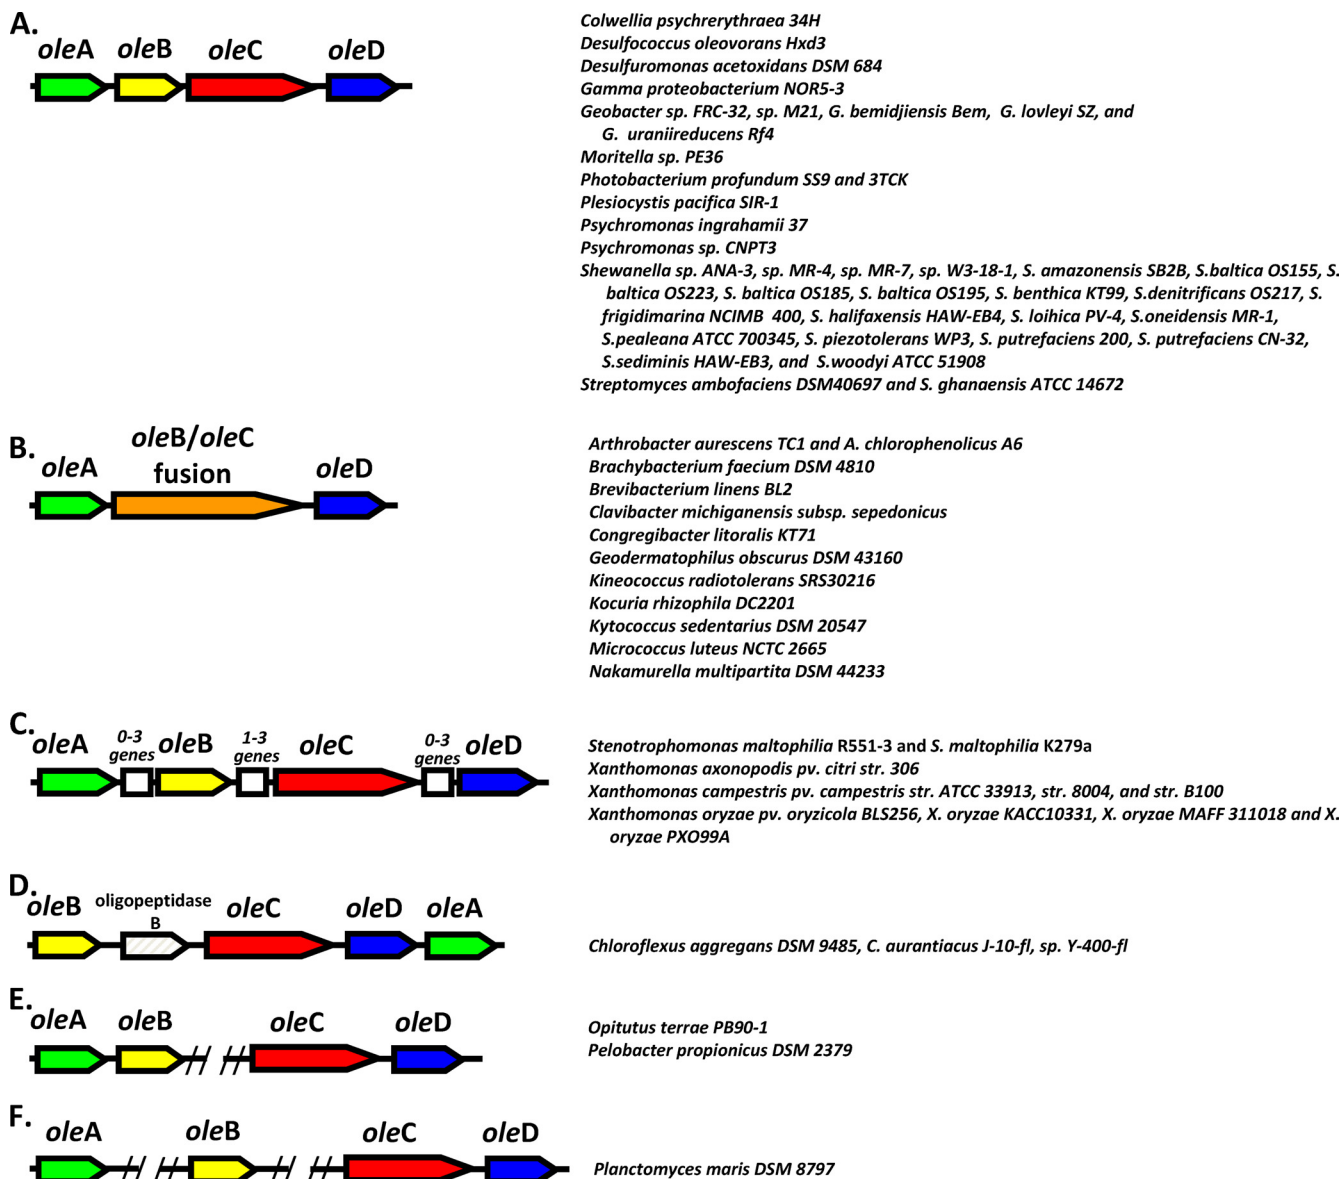 A.
oleA
oleB
oleC
oleD
Colwellia psychrerythraea 34H
Desulfococcus oleovorans Hxd3
Desulfuromonas acetoxidans DSM 684
Gamma proteobacterium NOR5-3
Geobacter sp. FRC-32, sp. M21, G. bemidjiensis Bem, G. lovleyi SZ, and
G. uraniireducens Rf4
Moritella sp. PE36
Photobacterium profundum SS9 and 3TCK
Plesiocystis pacifica SIR-1
Psychromonas ingrahamii 37
Psychromonas sp. CNPT3
Shewanella sp. ANA-3, sp. MR-4, sp. MR-7, sp. W3-18-1, S. amazonensis SB2B, S.baltica OS155, S.
baltica OS223, S. baltica OS185, S. baltica OS195, S. benthica KT99, S.denitrificans OS217, S.
frigidimarina NCIMB 400, S. halifaxensis HAW-EB4, S. loihica PV-4, S.oneidensis MR-1,
S.pealeana ATCC 700345, S. piezotolerans WP3, S. putrefaciens 200, S. putrefaciens CN-32,
S.sediminis HAW-EB3, and S.woodyi ATCC 51908
Streptomyces ambofaciens DSM40697 and S. ghanaensis ATCC 14672
B.
oleA
oleB/oleC
fusion
oleD
Arthrobacter aurescens TC1 and A. chlorophenolicus A6
Brachybacterium faecium DSM 4810
Brevibacterium linens BL2
Clavibacter michiganensis subsp. sepedonicus
Congregibacter litoralis KT71
Geodermatophilus obscurus DSM 43160
Kineococcus radiotolerans SRS30216
Kocuria rhizophila DC2201
Kytococcus sedentarius DSM 20547
Micrococcus luteus NCTC 2665
Nakamurella multipartita DSM 44233
C.
oleA
0-3
genes
oleB
1-3
genes
oleC
0-3
genes
oleD
Stenotrophomonas maltophilia R551-3 and S. maltophilia K279a
Xanthomonas axonopodis pv. citri str. 306
Xanthomonas campestris pv. campestris str. ATCC 33913, str. 8004, and str. B100
Xanthomonas oryzae pv. oryzicola BLS256, X. oryzae KACC10331, X. oryzae MAFF 311018 and X.
oryzae PXO99A
D.
oleB
oligopeptidase
B
oleC
oleD
oleA
Chloroflexus aggregans DSM 9485, C. aurantiacus J-10-fl, sp. Y-400-fl
E.
oleA
oleB
oleC
oleD
Opitutus terrae PB90-1
Pelobacter propionicus DSM 2379
F.
oleA
oleB
oleC
oleD
Planctomyces maris DSM 8797